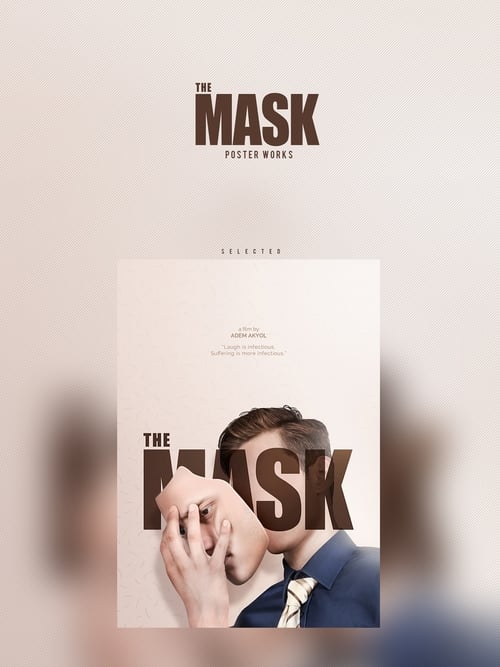 THE
MASK
POSTER WORKS
SELECTED
a film by
ADEM AKYOL
"Laugh is infectious.
Suffering is more infectious."
THE
MASK